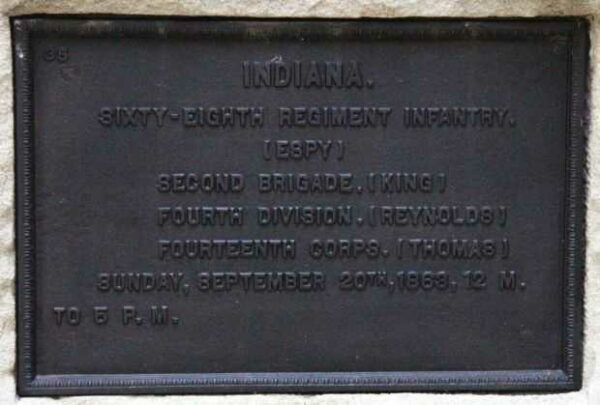 35
INDIANA.
SIXTY-EIGHTH REGIMENT INFANTRY.
(ESPY)
SECOND BRIGADE.(KING)
FOURTH DIVISION.(REYNOLDS)
FOURTEENTH CORPS.(THOMAS)
SUNDAY, SEPTEMBER 20TH, 1863, 12 M.
TO 5 P.M.